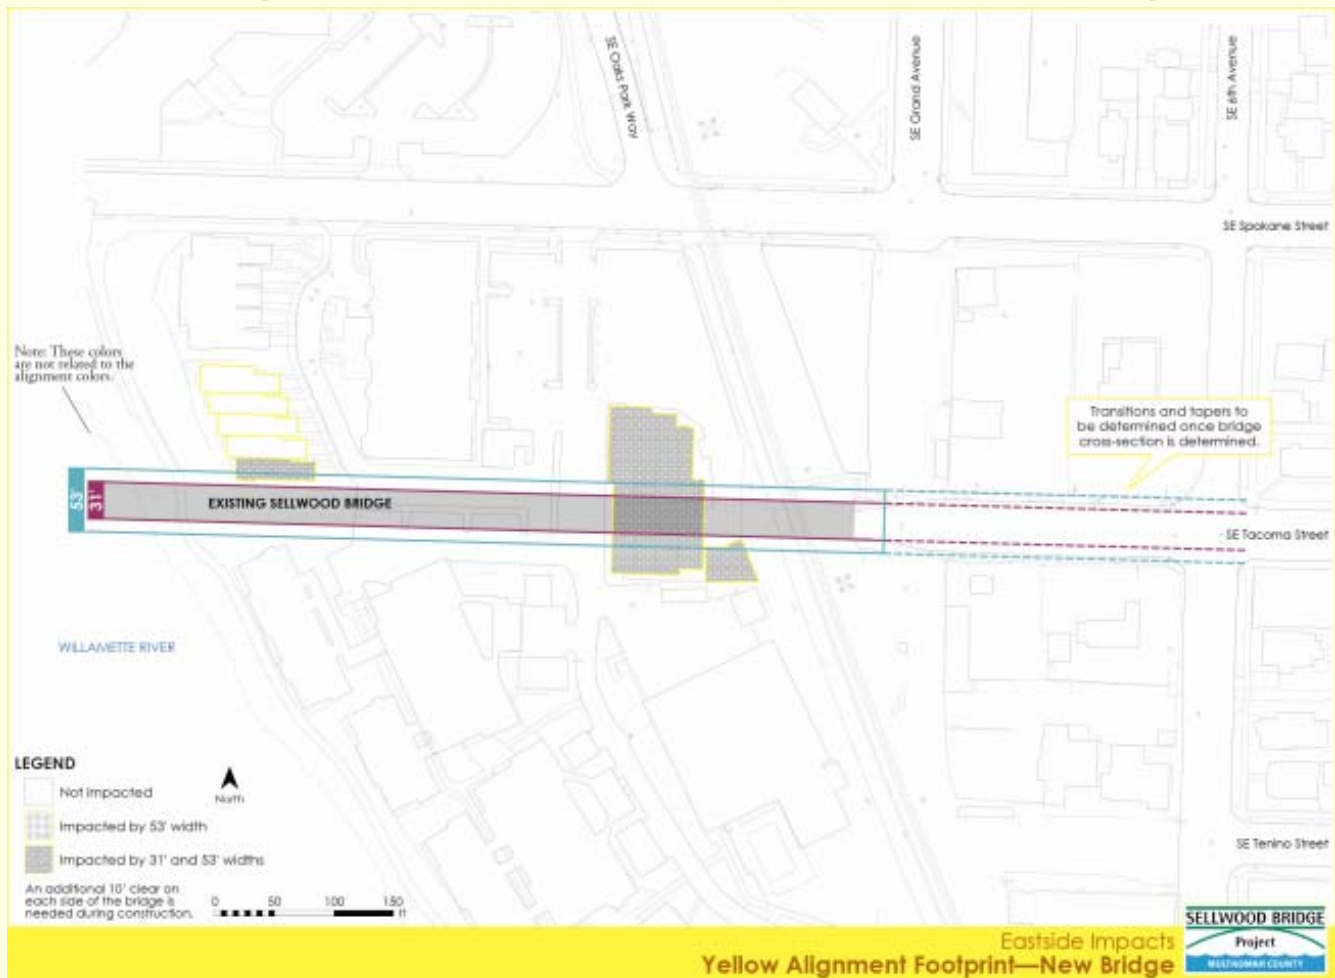 SE Oaks Park Way
SE Grand Avenue
SE 6th Avenue
SE Spokane Street
Note: These colors
are not related to the
alignment colors.
Transitions and tapers to
be determined once bridge
cross-section is determined.
53'
31'
EXISTING SELLWOOD BRIDGE
SE Tacoma Street
WILLAMETTE RIVER
LEGEND
Not impacted
North
Impacted by 53' width
Impacted by 31' and 53' widths
SE Tenino Street
An additional 10' clear on
each side of the bridge is
needed during construction.
0 50 100 150
ft
Eastside Impacts
Yellow Alignment Footprint—New Bridge
SELLWOOD BRIDGE
Project
MULTNOMAH COUNTY